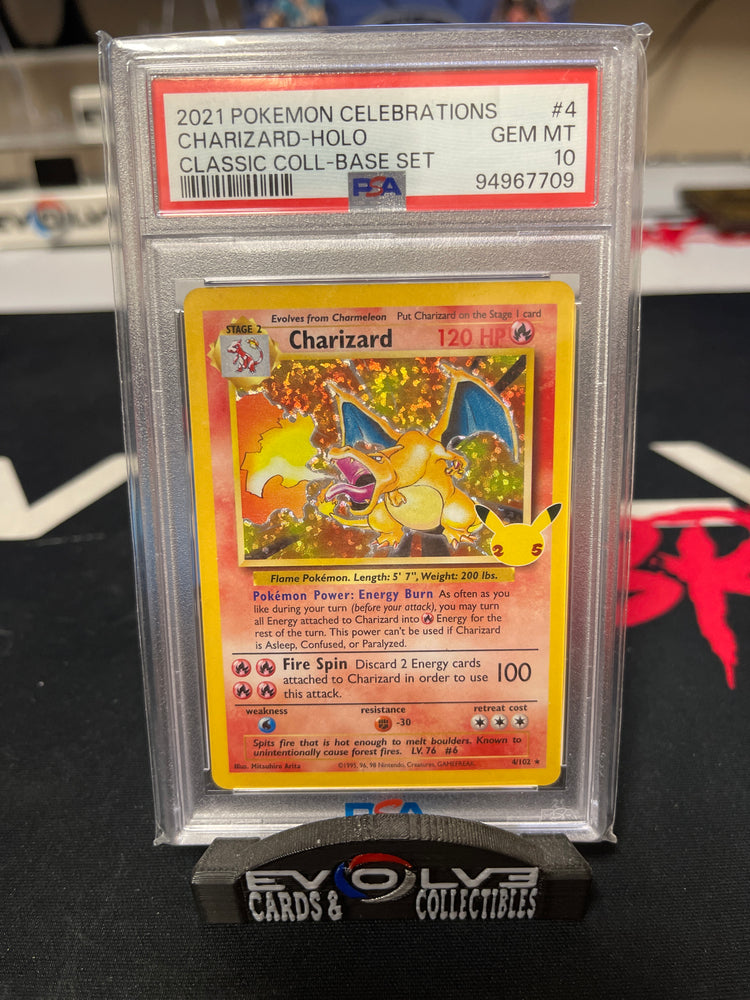 2021 POKEMON CELEBRATIONS #4
CHARIZARD-HOLO GEM MT
CLASSIC COLL-BASE SET 10
PSA 94967709
EVOLVE
Evolves from Charmeleon Put Charizard on the Stage 1 card
STAGE 2
Charizard 120 HP
25
Flame Pokémon. Length: 5' 7", Weight: 200 lbs.
Pokémon Power: Energy Burn As often as you
like during your turn (before your attack), you may turn
all Energy attached to Charizard into Energy for the
rest of the turn. This power can't be used if Charizard
is Asleep, Confused, or Paralyzed.
Fire Spin Discard 2 Energy cards
attached to Charizard in order to use 100
this attack.
weakness resistance retreat cost
-30
Spits fire that is hot enough to melt boulders. Known to
unintentionally cause forest fires. LV. 76 #6
Illus. Mitsuhiro Arita ©1995, 96, 98 Nintendo, Creatures, GAMEFREAK. 4/102
PSA
EVOLVE
CARDS & COLLECTIBLES